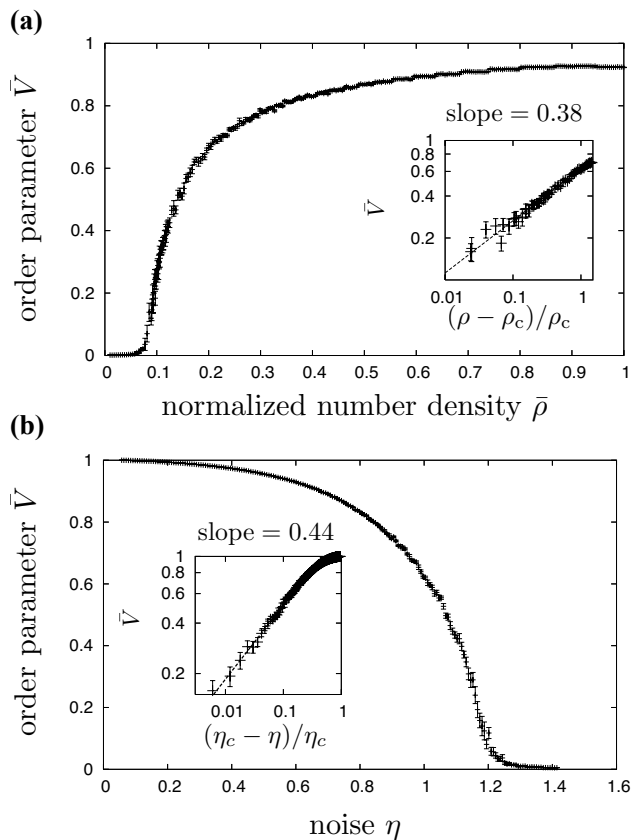 (a)
order parameter V̄
1
0.8
0.6
0.4
0.2
0
0 0.1 0.2 0.3 0.4 0.5 0.6 0.7 0.8 0.9 1
normalized number density ρ̄
slope = 0.38
V̄
1
0.8
0.4
0.2
0.01 0.1 1
(ρ − ρc)/ρc
(b)
order parameter V̄
1
0.8
0.6
0.4
0.2
0
0 0.2 0.4 0.6 0.8 1 1.2 1.4 1.6
noise η
slope = 0.44
V̄
1
0.8
0.6
0.4
0.2
0.01 0.1 1
(ηc − η)/ηc